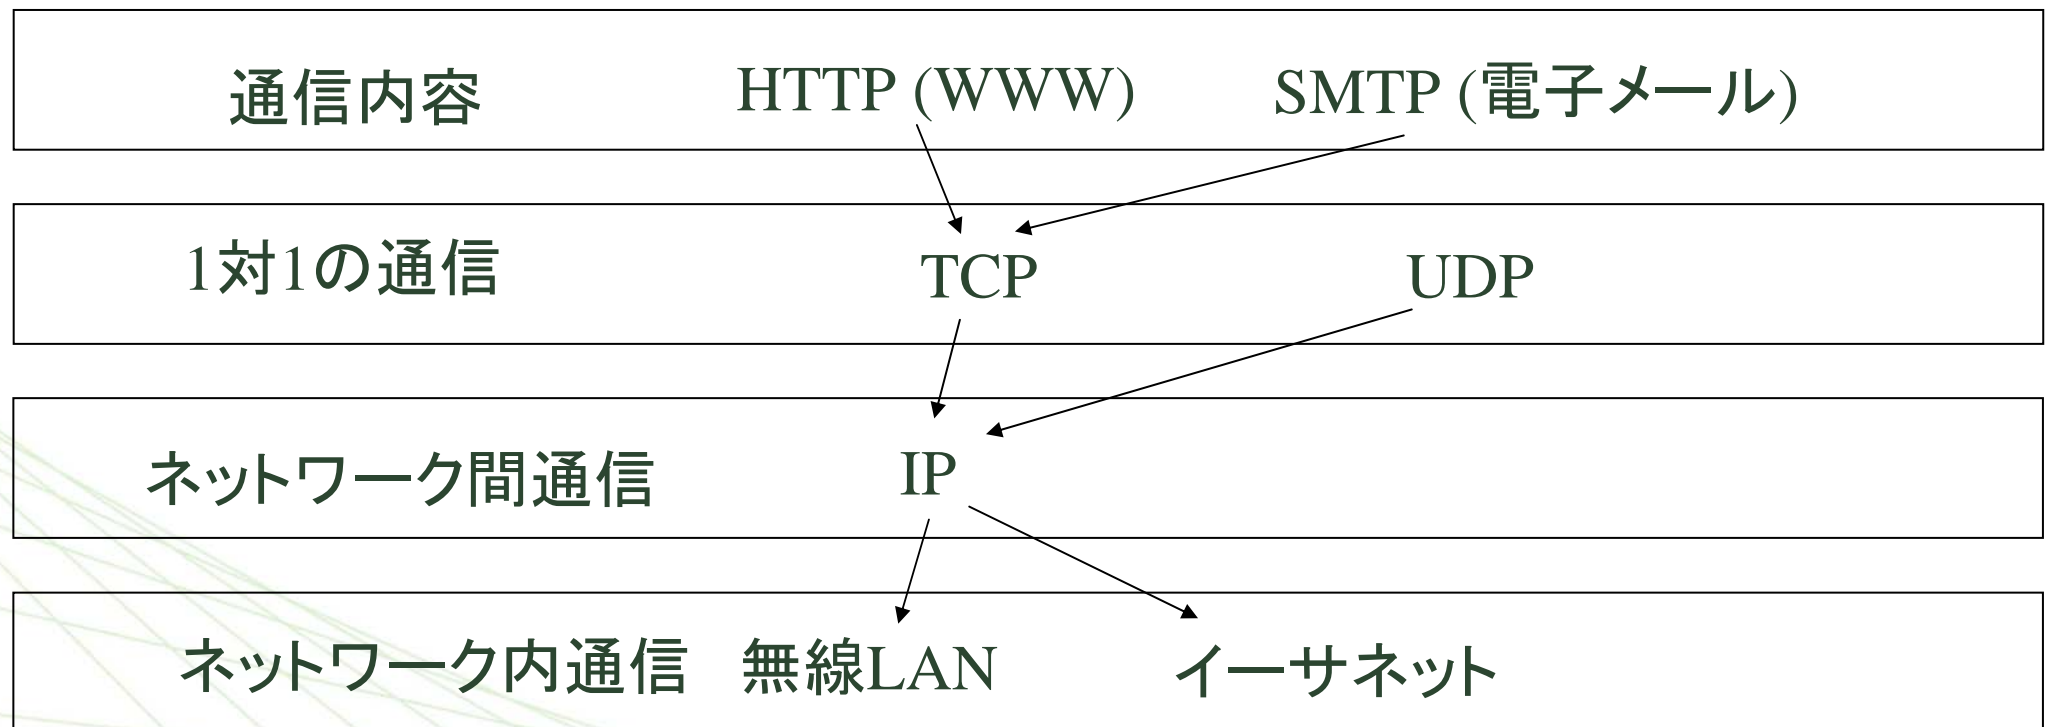 通信内容 HTTP (WWW) SMTP (電子メール)
1対1の通信 TCP UDP
ネットワーク間通信 IP
ネットワーク内通信 無線LAN イーサネット